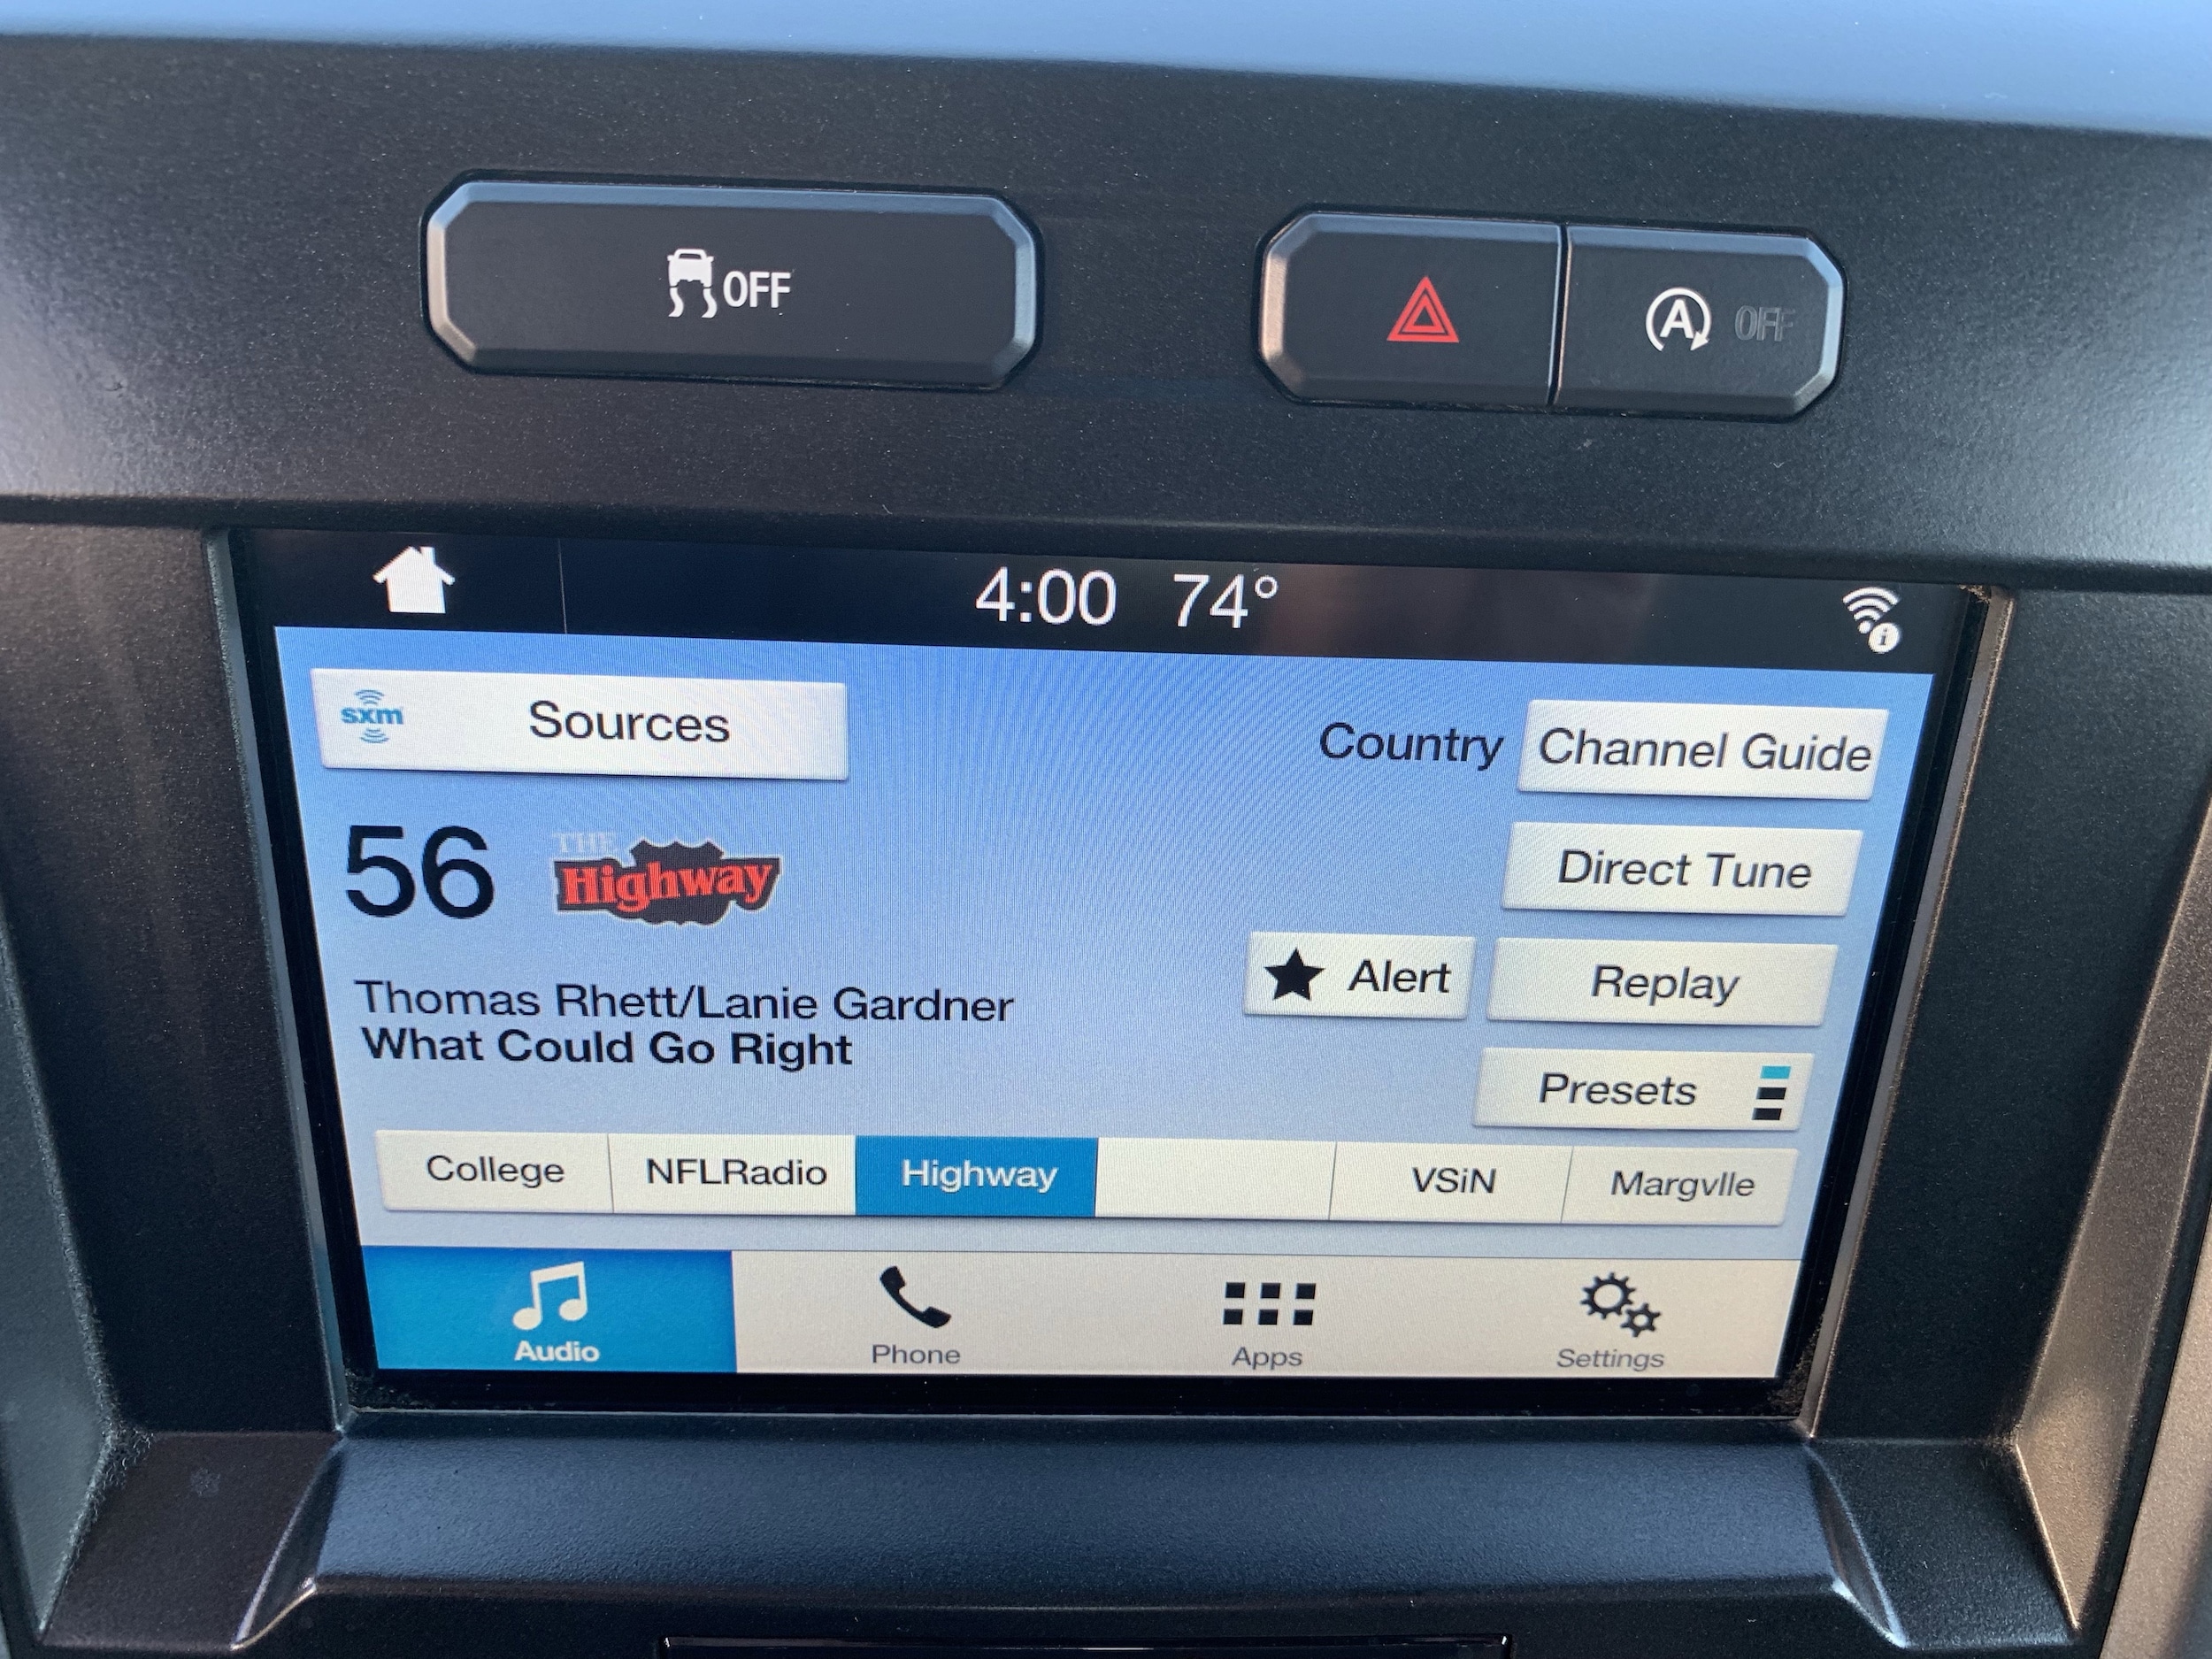 OFF
A OFF
4:00 74°
i
sxm Sources
Country Channel Guide
56 THE Highway
Direct Tune
Alert Replay
Thomas Rhett/Lanie Gardner
What Could Go Right
Presets
College NFLRadio Highway VSiN Margvlle
Audio Phone Apps Settings